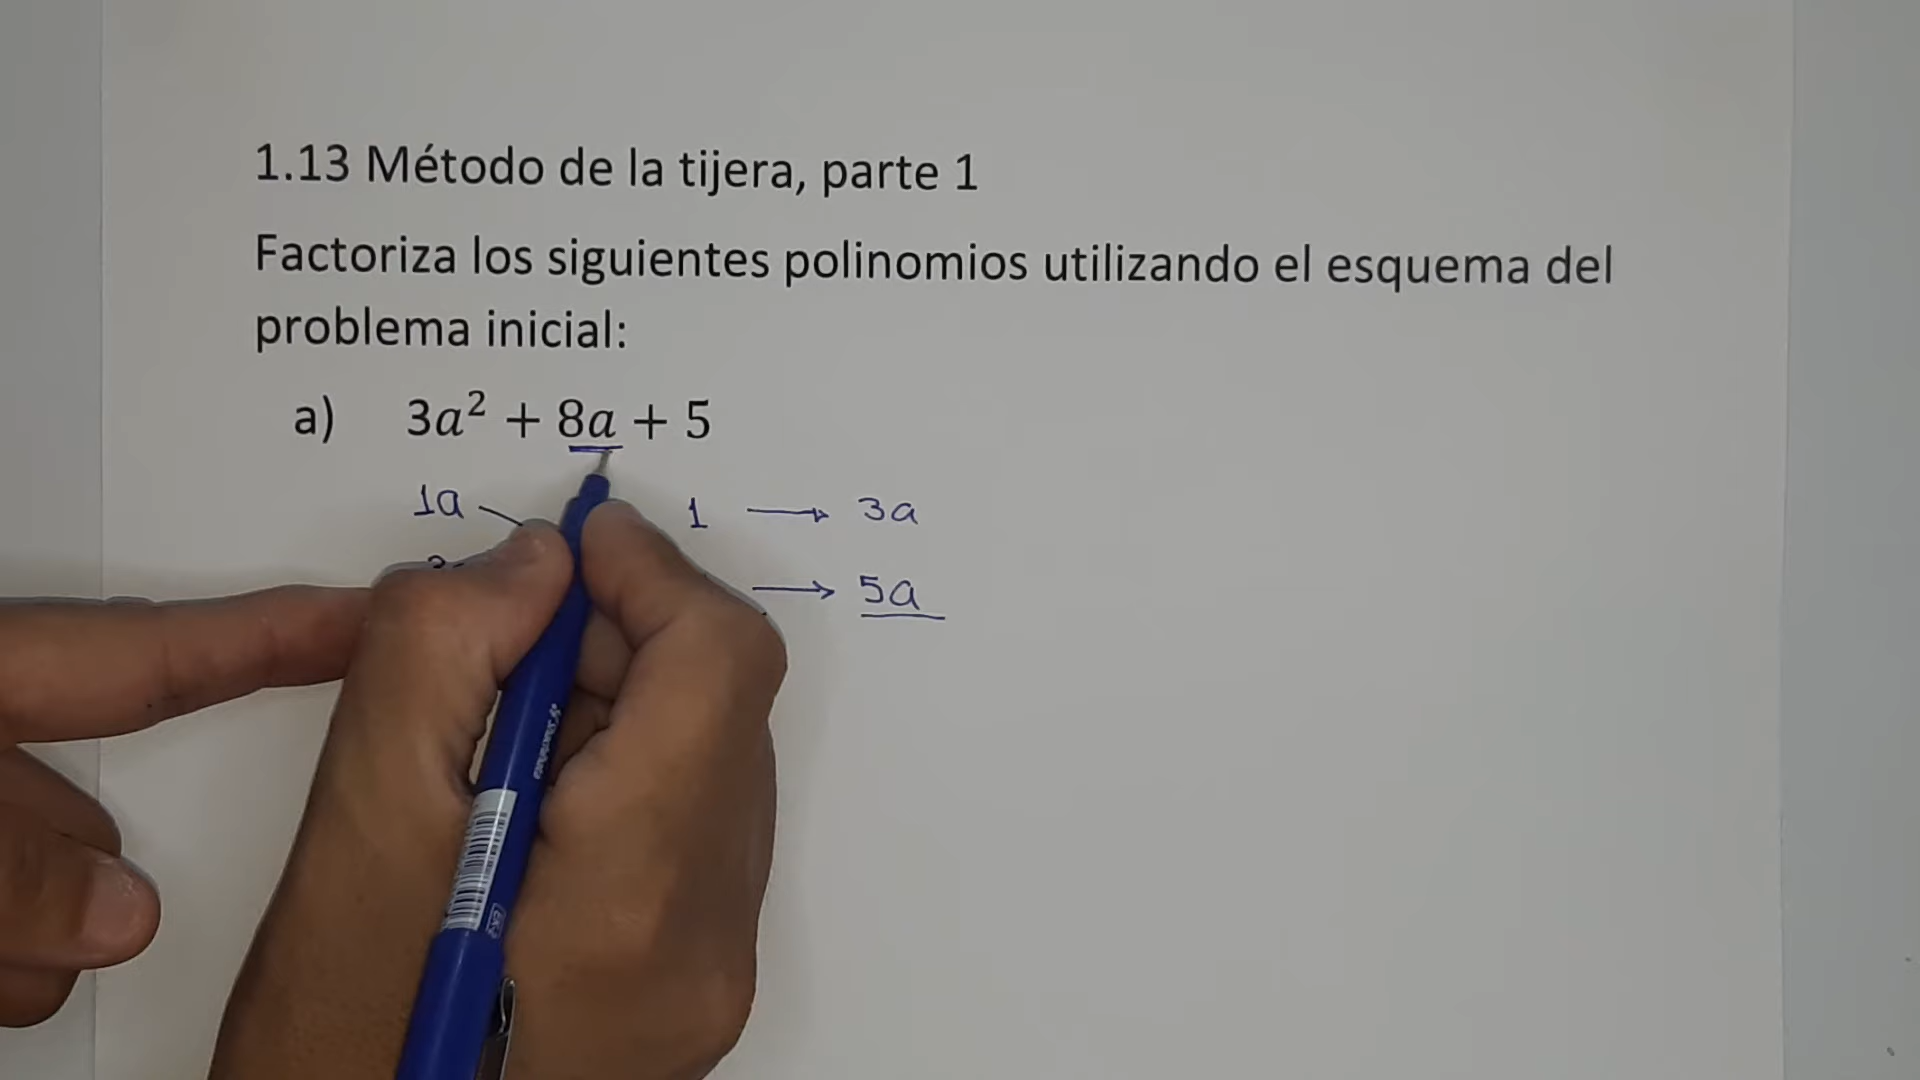 1.13 Método de la tijera, parte 1
Factoriza los siguientes polinomios utilizando el esquema del
problema inicial:
a) 3a² + 8a + 5
1a 1 → 3a
→ 5a